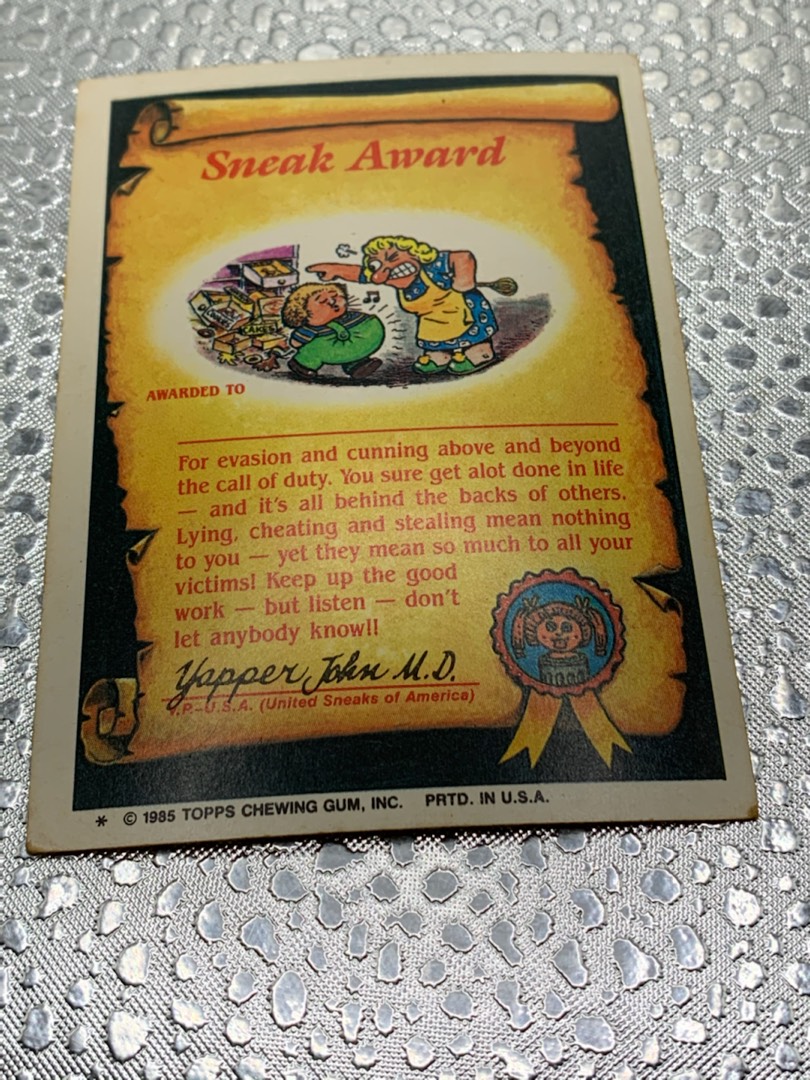 Sneak Award
CAKES
AWARDED TO
For evasion and cunning above and beyond
the call of duty. You sure get alot done in life
— and it's all behind the backs of others.
Lying, cheating and stealing mean nothing
to you — yet they mean so much to all your
victims! Keep up the good
work — but listen — don't
let anybody know!!
Yapper John M.D.
V.P.–U.S.A. (United Sneaks of America)
* © 1985 TOPPS CHEWING GUM, INC. PRTD. IN U.S.A.